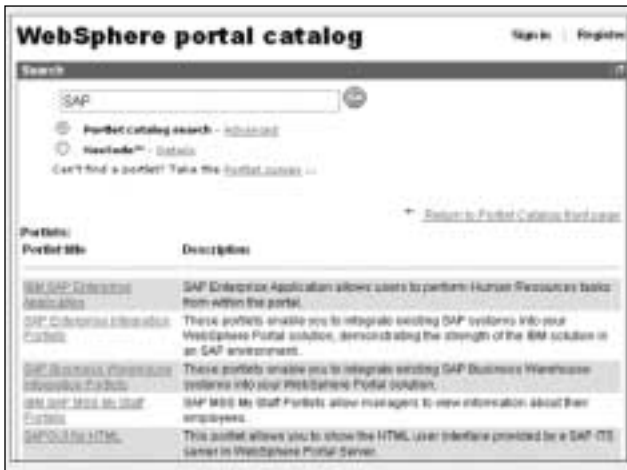 WebSphere portal catalog
Sign in | Register
Search
SAP
Portlet catalog search - Advanced
NavCode™ - Details
Can't find a portlet? Take the Portlet survey ...
Return to Portlet Catalog front page
Portlets:
Portlet title Description
IBM SAP Enterprise Application
SAP Enterprise Application allows users to perform Human Resources tasks
from within the portal.
SAP Enterprise Integration Portlets
These portlets enable you to integrate existing SAP systems into your
WebSphere Portal solution, demonstrating the strength of the IBM solution in
an SAP environment.
SAP Business Warehouse Integration Portlets
These portlets enable you to integrate existing SAP Business Warehouse
systems into your WebSphere Portal solution.
IBM SAP MSS My Staff Portlets
SAP MSS My Staff Portlets allow managers to view information about their
employees.
SAPGUI for HTML
This portlet allows you to show the HTML user interface provided by a SAP ITS
server in WebSphere Portal Server.